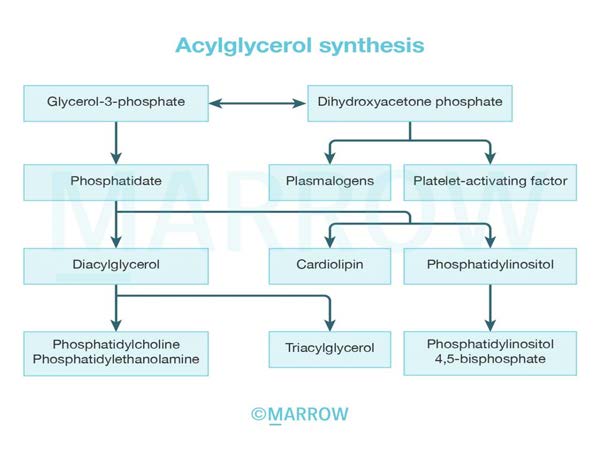 Acylglycerol synthesis
Glycerol-3-phosphate
Dihydroxyacetone phosphate
Phosphatidate
Plasmalogens
Platelet-activating factor
MARROW
Diacylglycerol
Cardiolipin
Phosphatidylinositol
Phosphatidylcholine
Phosphatidylethanolamine
Triacylglycerol
Phosphatidylinositol
4,5-bisphosphate
©MARROW